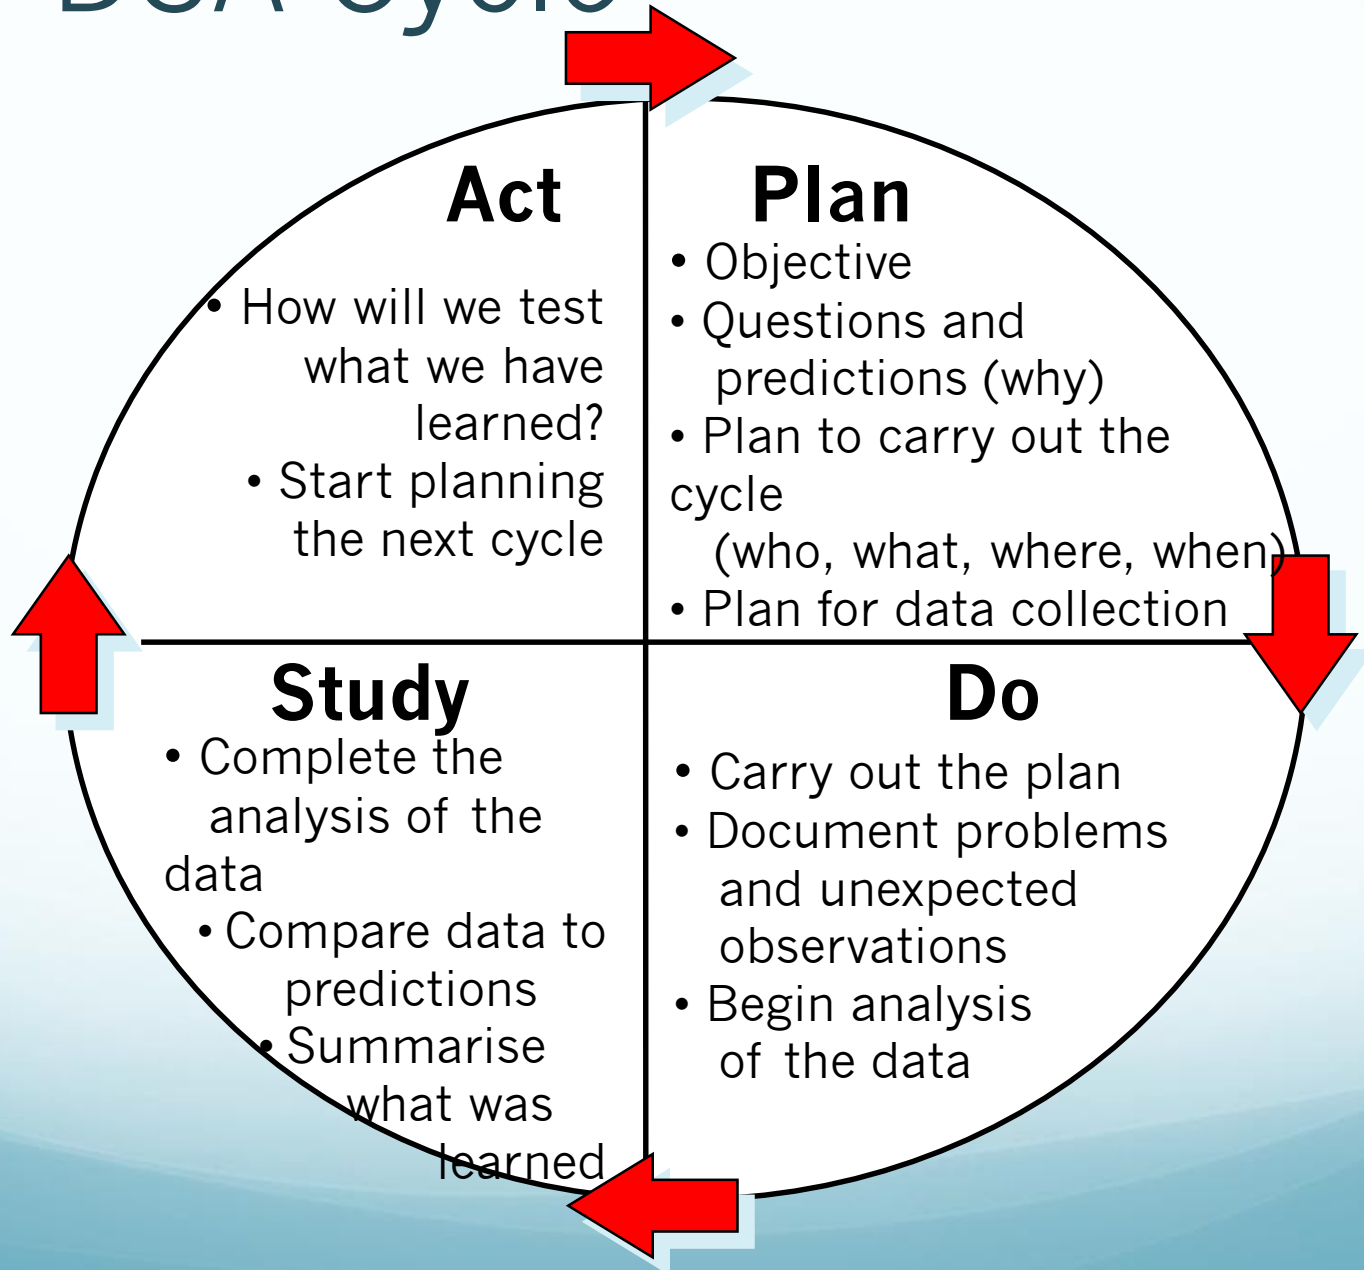 DSA Cycle
Act
• How will we test
what we have
learned?
• Start planning
the next cycle
Plan
• Objective
• Questions and
predictions (why)
• Plan to carry out the
cycle
(who, what, where, when)
• Plan for data collection
Study
• Complete the
analysis of the
data
• Compare data to
predictions
• Summarise
what was
learned
Do
• Carry out the plan
• Document problems
and unexpected
observations
• Begin analysis
of the data